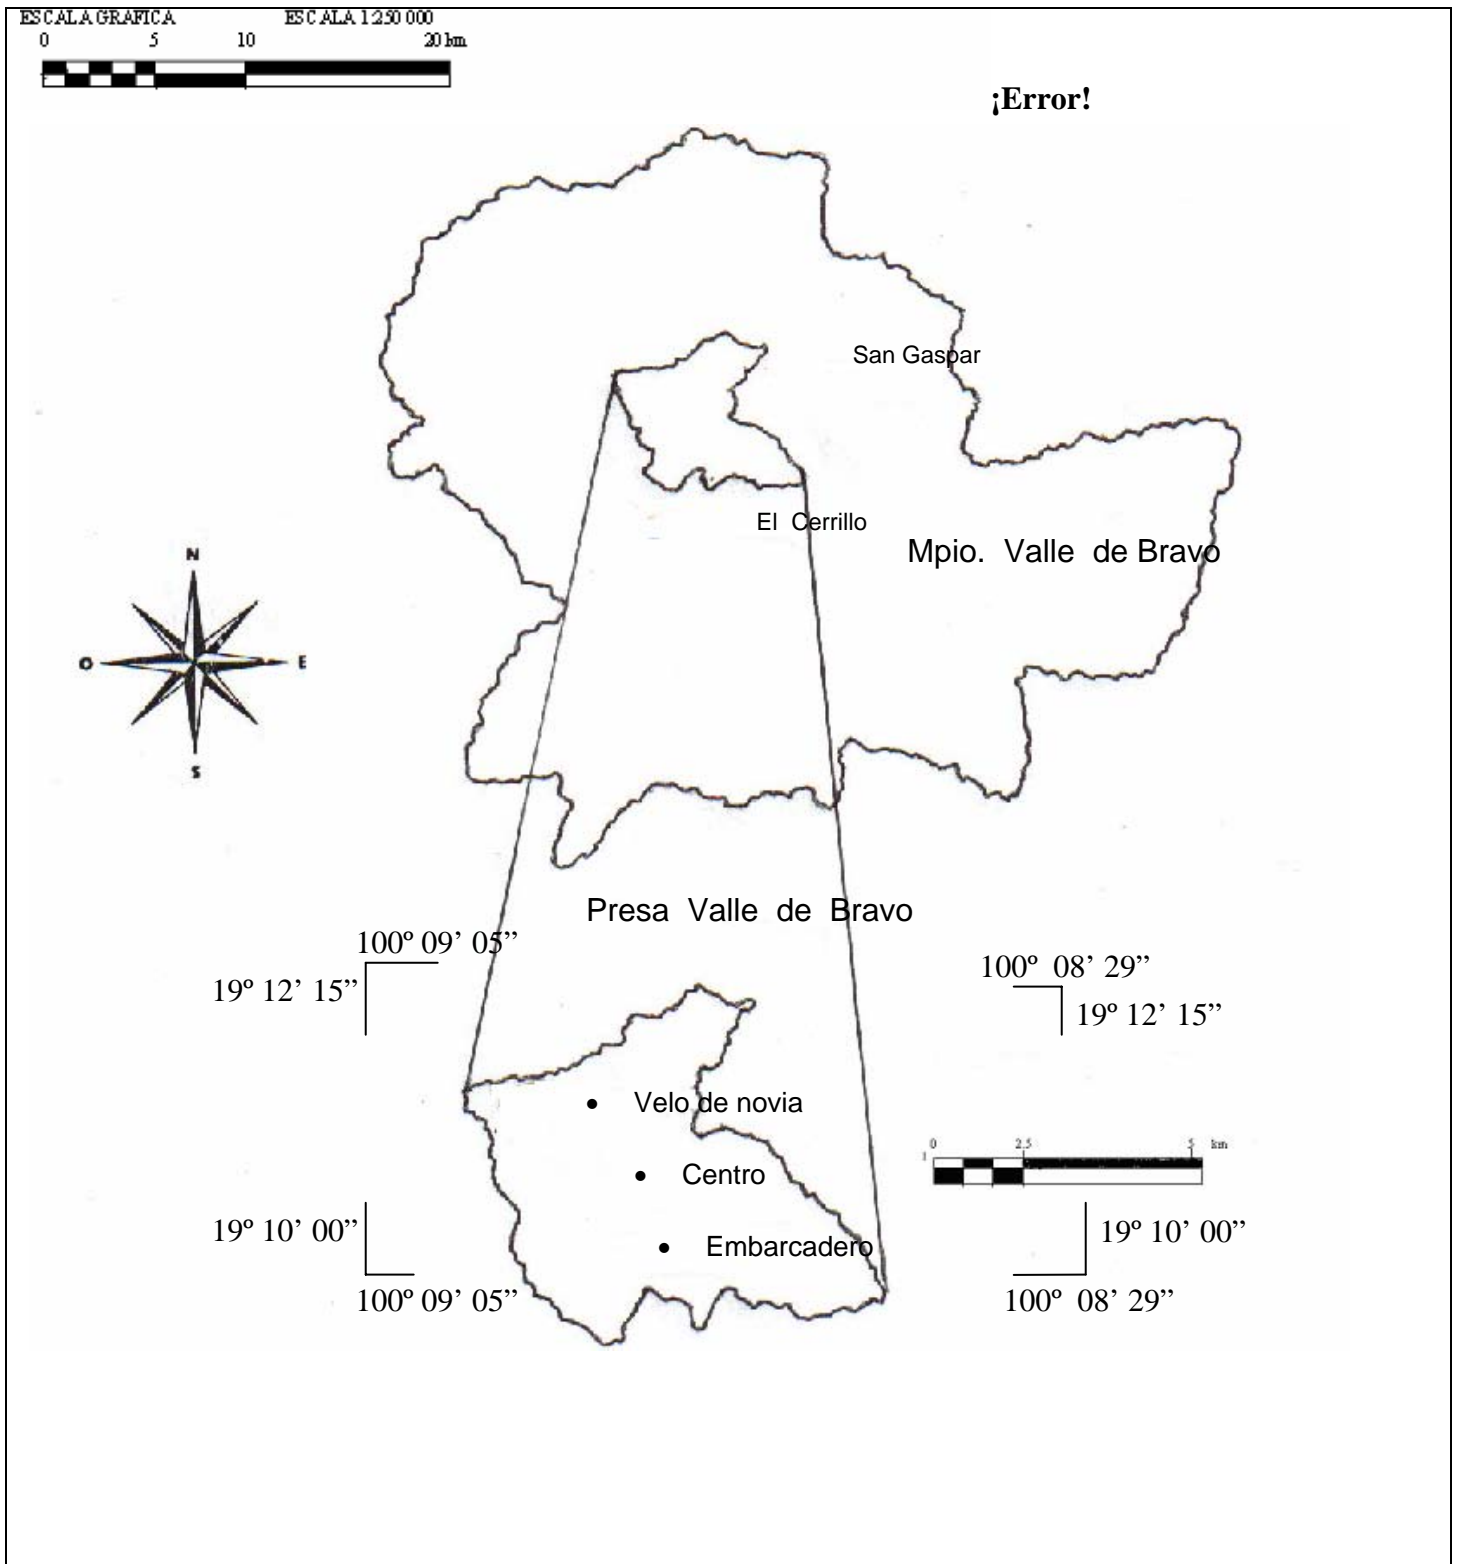 ESCALA GRAFICA ESCALA 1:250 000
0 5 10 20 km
¡Error!
San Gaspar
El Cerrillo
Mpio. Valle de Bravo
N
O E
S
Presa Valle de Bravo
100º 09’ 05”
19º 12’ 15”
100º 08’ 29”
19º 12’ 15”
Velo de novia
0 2.5 5 km
1
Centro
19º 10’ 00”
100º 09’ 05”
Embarcadero
19º 10’ 00”
100º 08’ 29”